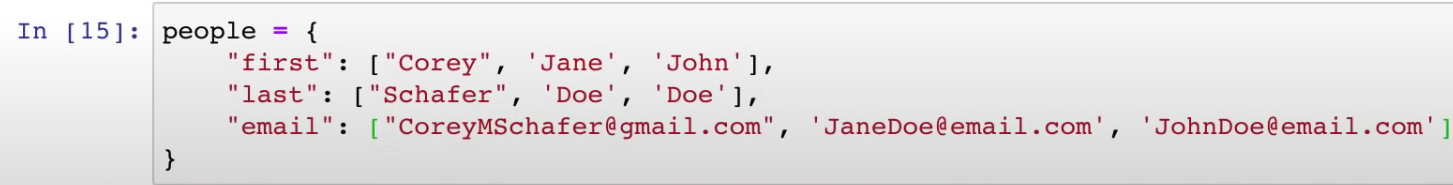 In [15]: people = {
"first": ["Corey", 'Jane', 'John'],
"last": ["Schafer", 'Doe', 'Doe'],
"email": ["CoreyMSchafer@gmail.com", 'JaneDoe@email.com', 'JohnDoe@email.com']
}